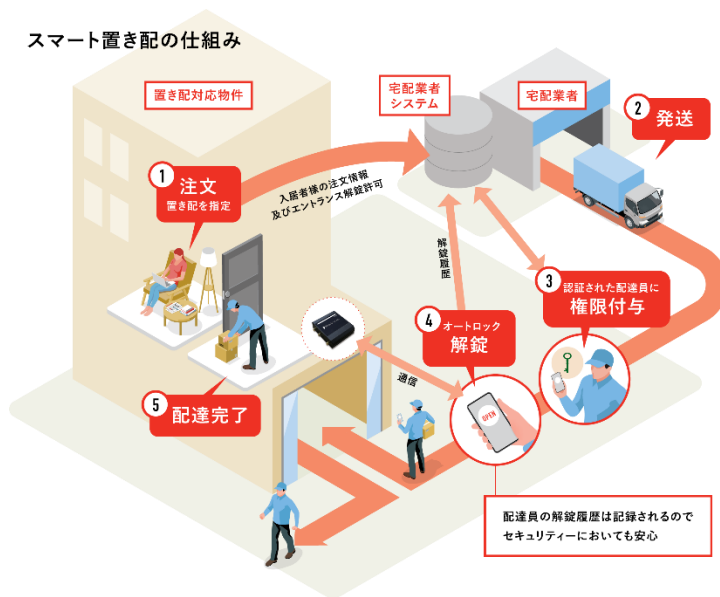 スマート置き配の仕組み
置き配対応物件
宅配業者
システム
宅配業者
2
発送
1
注文
置き配を指定
入居者様の注文情報
及びエントランス解錠許可
解錠履歴
3
認証された配達員に
権限付与
4
オートロック
解錠
通信
OPEN
5
配達完了
配達員の解錠履歴は記録されるので
セキュリティーにおいても安心